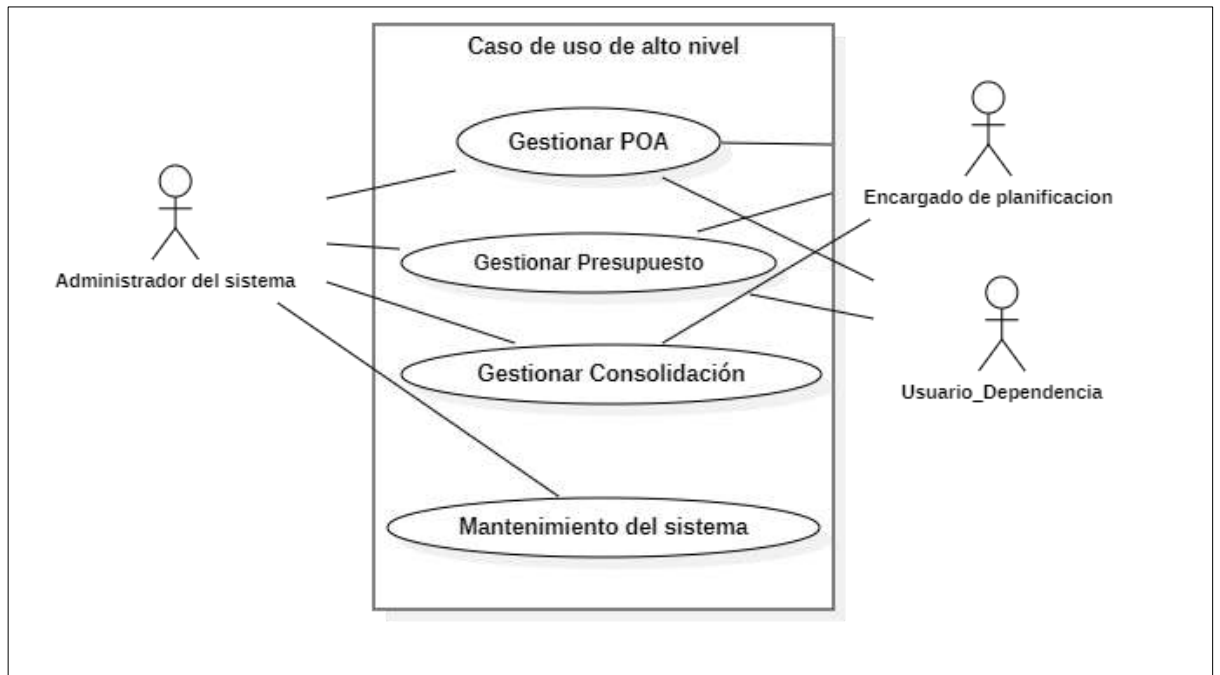 Caso de uso de alto nivel
Gestionar POA
Encargado de planificacion
Gestionar Presupuesto
Administrador del sistema
Gestionar Consolidación
Usuario_Dependencia
Mantenimiento del sistema